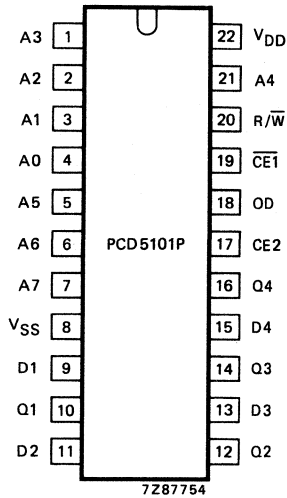 A3 1 22 VDD
A2 2 21 A4
A1 3 20 R/W̅
A0 4 19 C̅E̅1̅
A5 5 18 OD
A6 6 PCD5101P 17 CE2
A7 7 16 Q4
VSS 8 15 D4
D1 9 14 Q3
Q1 10 13 D3
D2 11 12 Q2
7Z87754